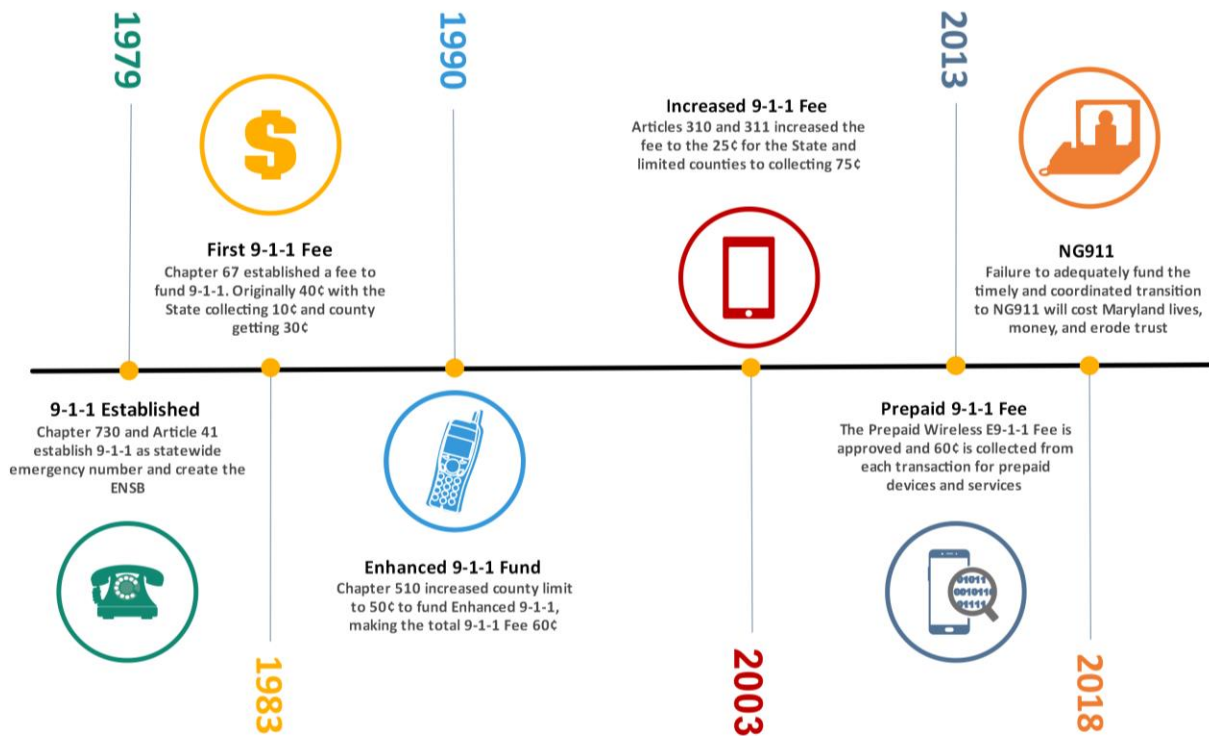 1979
9-1-1 Established
Chapter 730 and Article 41
establish 9-1-1 as statewide
emergency number and create the
ENSB
First 9-1-1 Fee
Chapter 67 established a fee to
fund 9-1-1. Originally 40¢ with the
State collecting 10¢ and county
getting 30¢
1983
1990
Enhanced 9-1-1 Fund
Chapter 510 increased county limit
to 50¢ to fund Enhanced 9-1-1,
making the total 9-1-1 Fee 60¢
Increased 9-1-1 Fee
Articles 310 and 311 increased the
fee to the 25¢ for the State and
limited counties to collecting 75¢
2003
2013
Prepaid 9-1-1 Fee
The Prepaid Wireless E9-1-1 Fee is
approved and 60¢ is collected from
each transaction for prepaid
devices and services
01011
0010110
01111
NG911
Failure to adequately fund the
timely and coordinated transition
to NG911 will cost Maryland lives,
money, and erode trust
2018